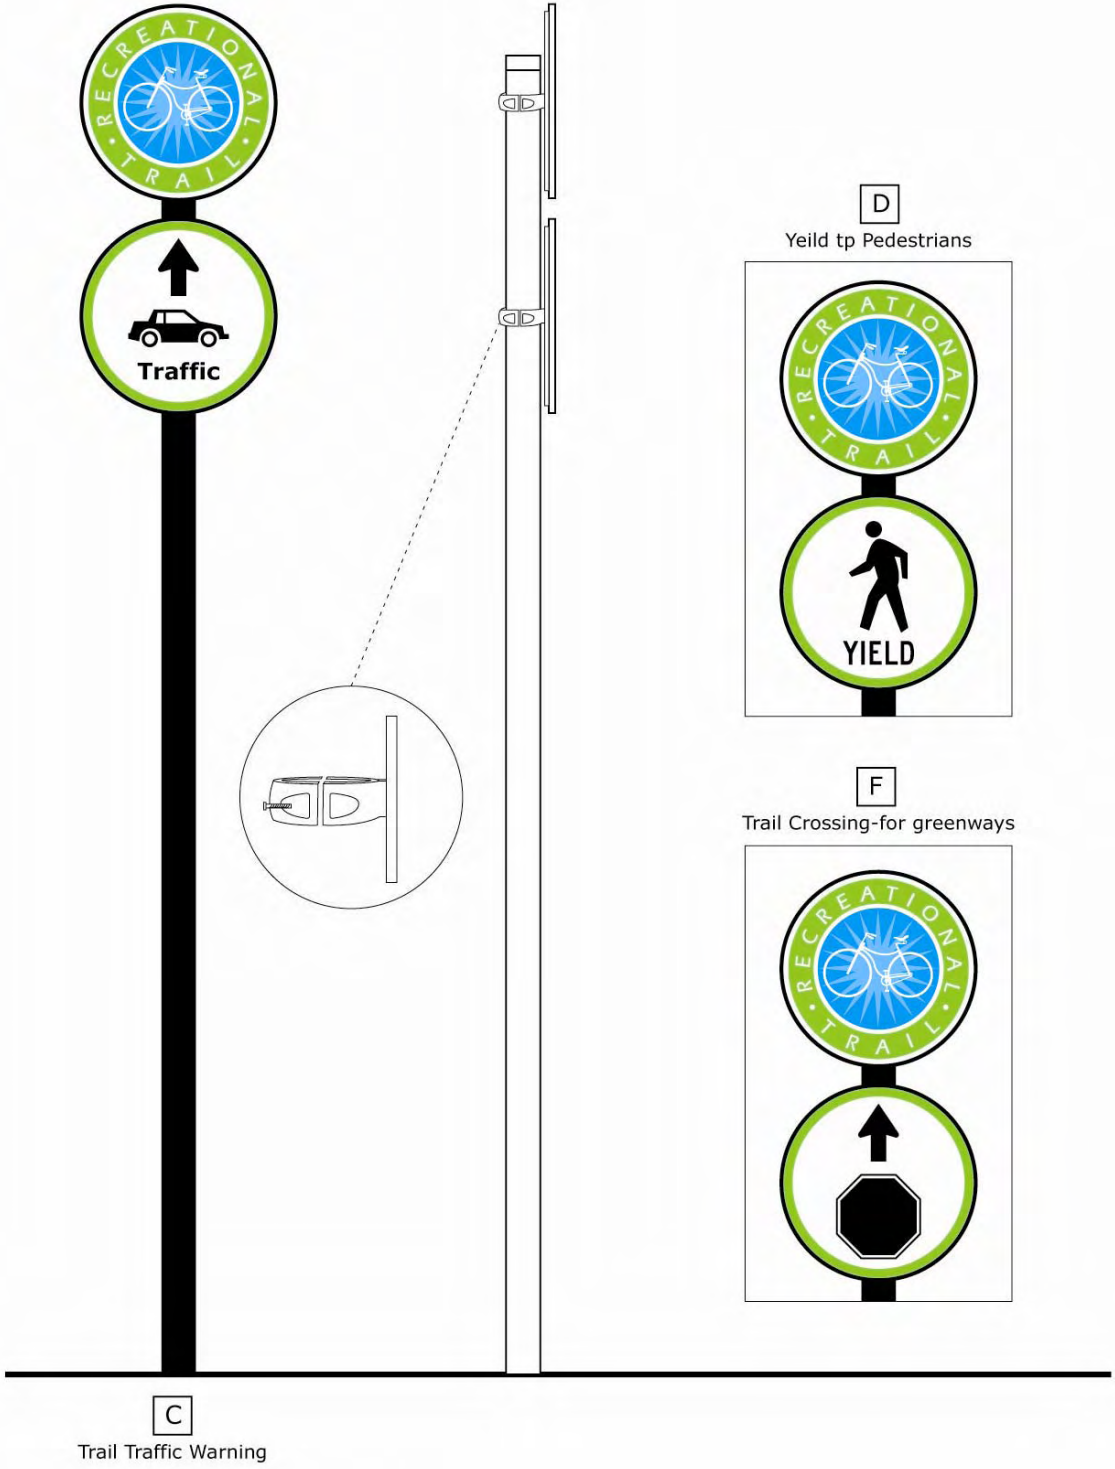 RECREATIONAL
• TRAIL •
Traffic
D
Yeild tp Pedestrians
RECREATIONAL
• TRAIL •
YIELD
F
Trail Crossing-for greenways
RECREATIONAL
• TRAIL •
C
Trail Traffic Warning